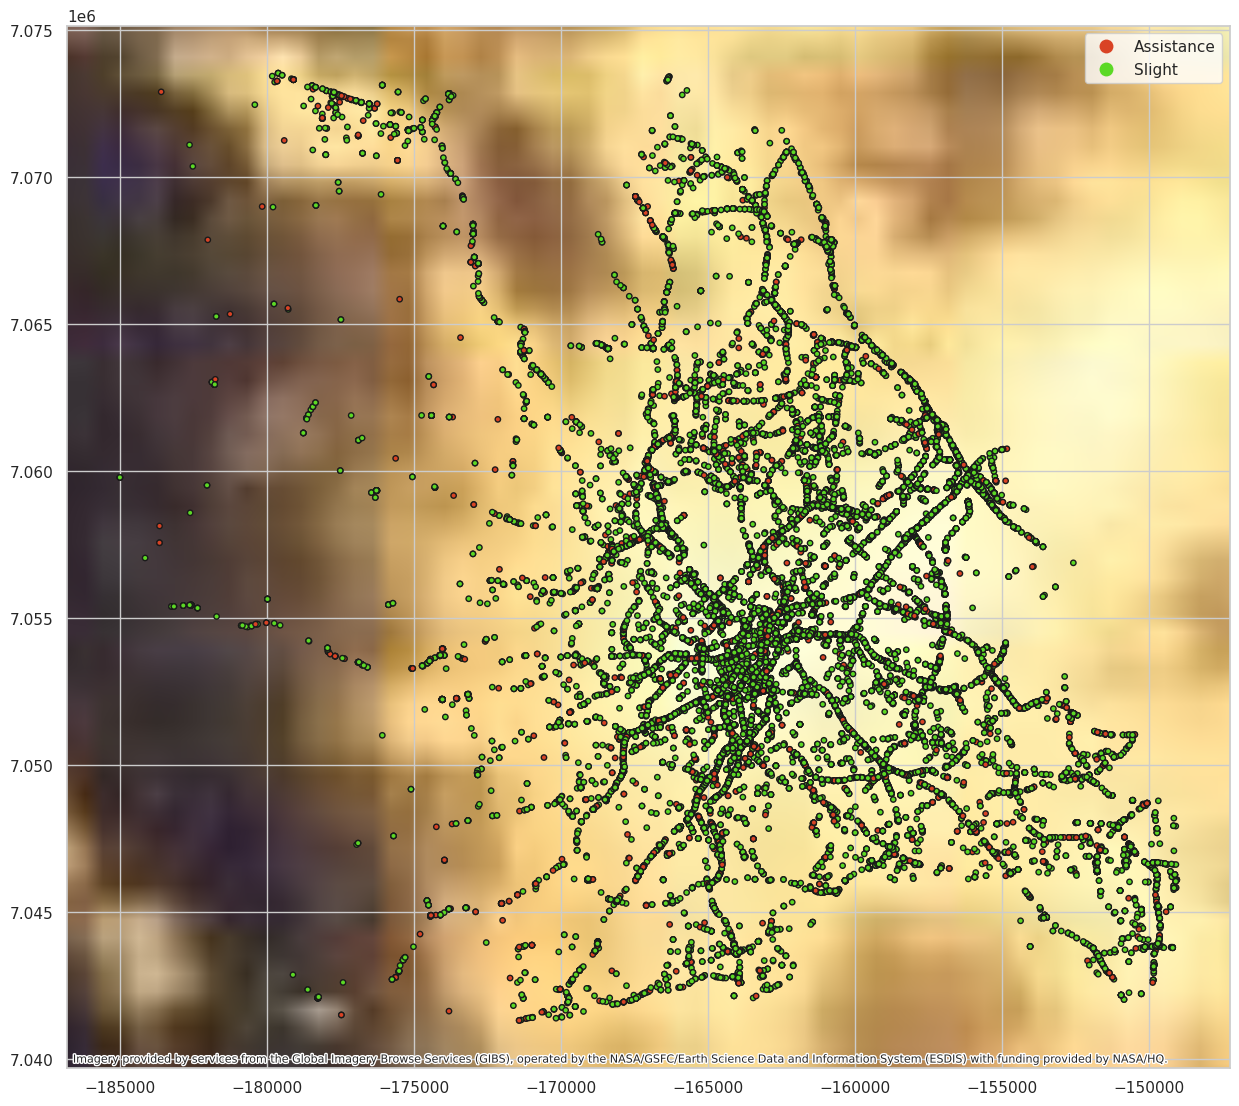 1e6
Assistance
Slight
7.075
7.070
7.065
7.060
7.055
7.050
7.045
7.040
Imagery provided by services from the Global Imagery Browse Services (GIBS), operated by the NASA/GSFC/Earth Science Data and Information System (ESDIS) with funding provided by NASA/HQ.
−185000 −180000 −175000 −170000 −165000 −160000 −155000 −150000